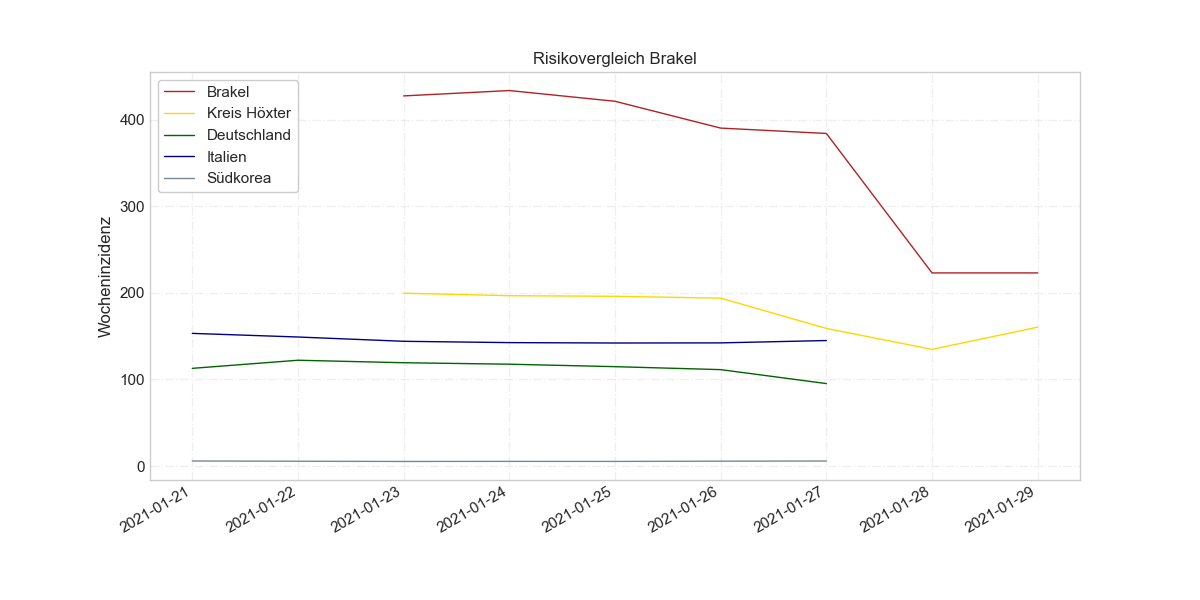 Risikovergleich Brakel
Brakel
Kreis Höxter
Deutschland
Italien
Südkorea
Wocheninzidenz
400
300
200
100
0
2021-01-21
2021-01-22
2021-01-23
2021-01-24
2021-01-25
2021-01-26
2021-01-27
2021-01-28
2021-01-29